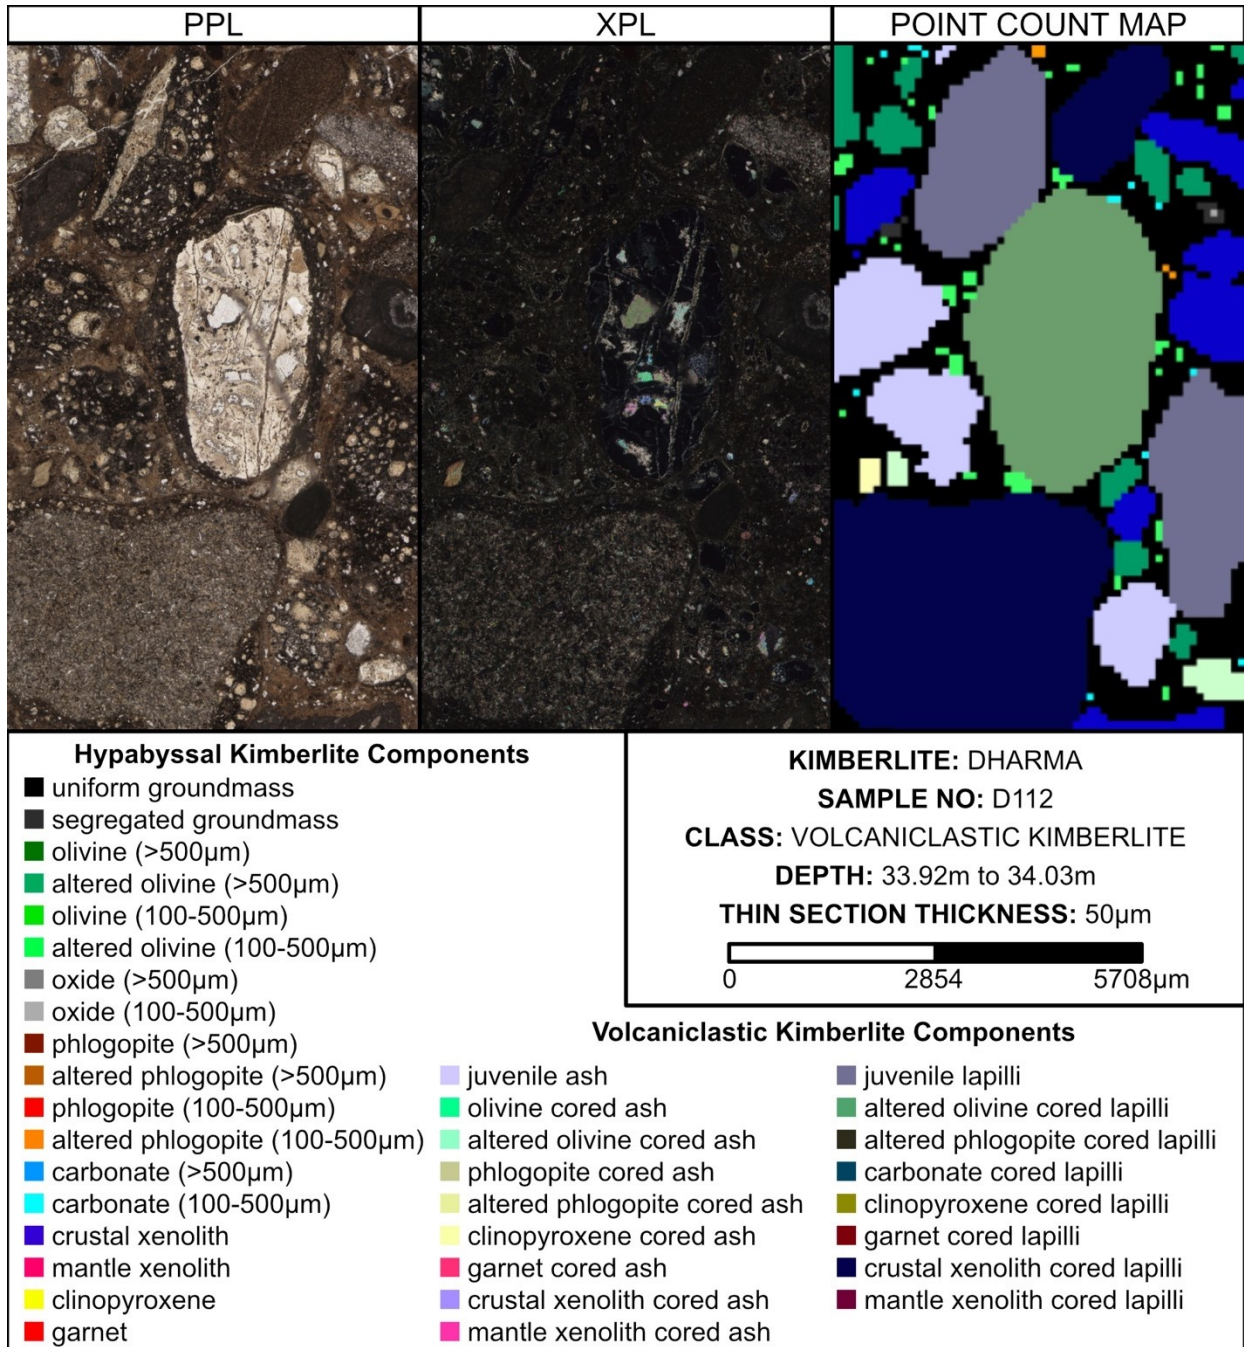 PPL
XPL
POINT COUNT MAP
Hypabyssal Kimberlite Components
uniform groundmass
segregated groundmass
olivine (>500μm)
altered olivine (>500μm)
olivine (100-500μm)
altered olivine (100-500μm)
oxide (>500μm)
oxide (100-500μm)
phlogopite (>500μm)
altered phlogopite (>500μm)
phlogopite (100-500μm)
altered phlogopite (100-500μm)
carbonate (>500μm)
carbonate (100-500μm)
crustal xenolith
mantle xenolith
clinopyroxene
garnet
KIMBERLITE: DHARMA
SAMPLE NO: D112
CLASS: VOLCANICLASTIC KIMBERLITE
DEPTH: 33.92m to 34.03m
THIN SECTION THICKNESS: 50μm
0 2854 5708μm
Volcaniclastic Kimberlite Components
juvenile ash
olivine cored ash
altered olivine cored ash
phlogopite cored ash
altered phlogopite cored ash
clinopyroxene cored ash
garnet cored ash
crustal xenolith cored ash
mantle xenolith cored ash
juvenile lapilli
altered olivine cored lapilli
altered phlogopite cored lapilli
carbonate cored lapilli
clinopyroxene cored lapilli
garnet cored lapilli
crustal xenolith cored lapilli
mantle xenolith cored lapilli